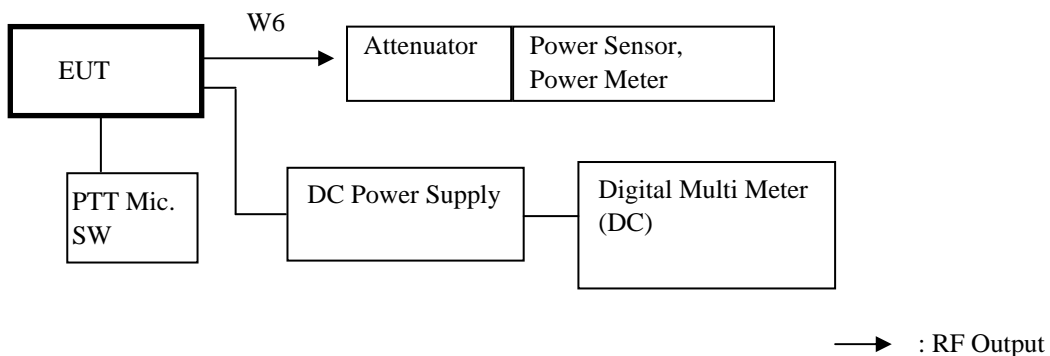 W6
EUT
Attenuator
Power Sensor,
Power Meter
PTT Mic.
SW
DC Power Supply
Digital Multi Meter
(DC)
: RF Output